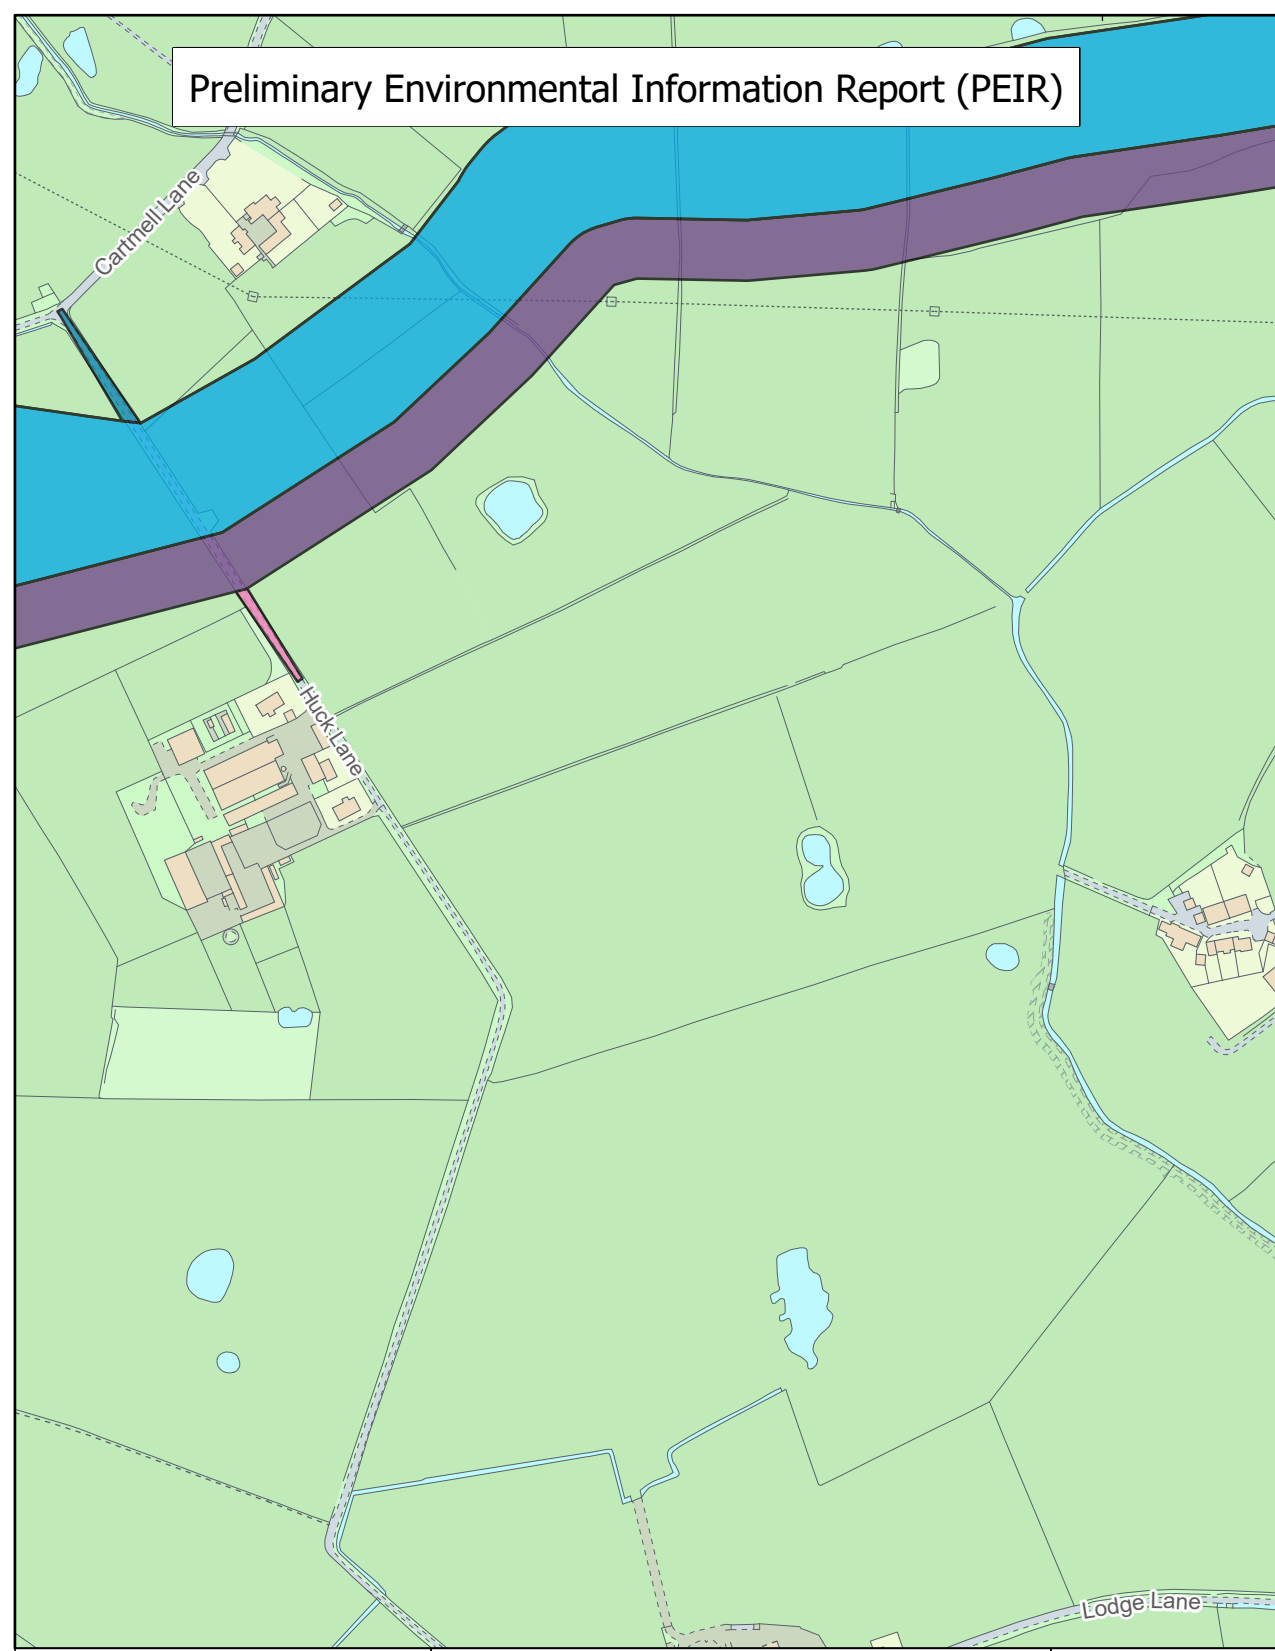 Preliminary Environmental Information Report (PEIR)
Cartmell Lane
Huck Lane
Lodge Lane